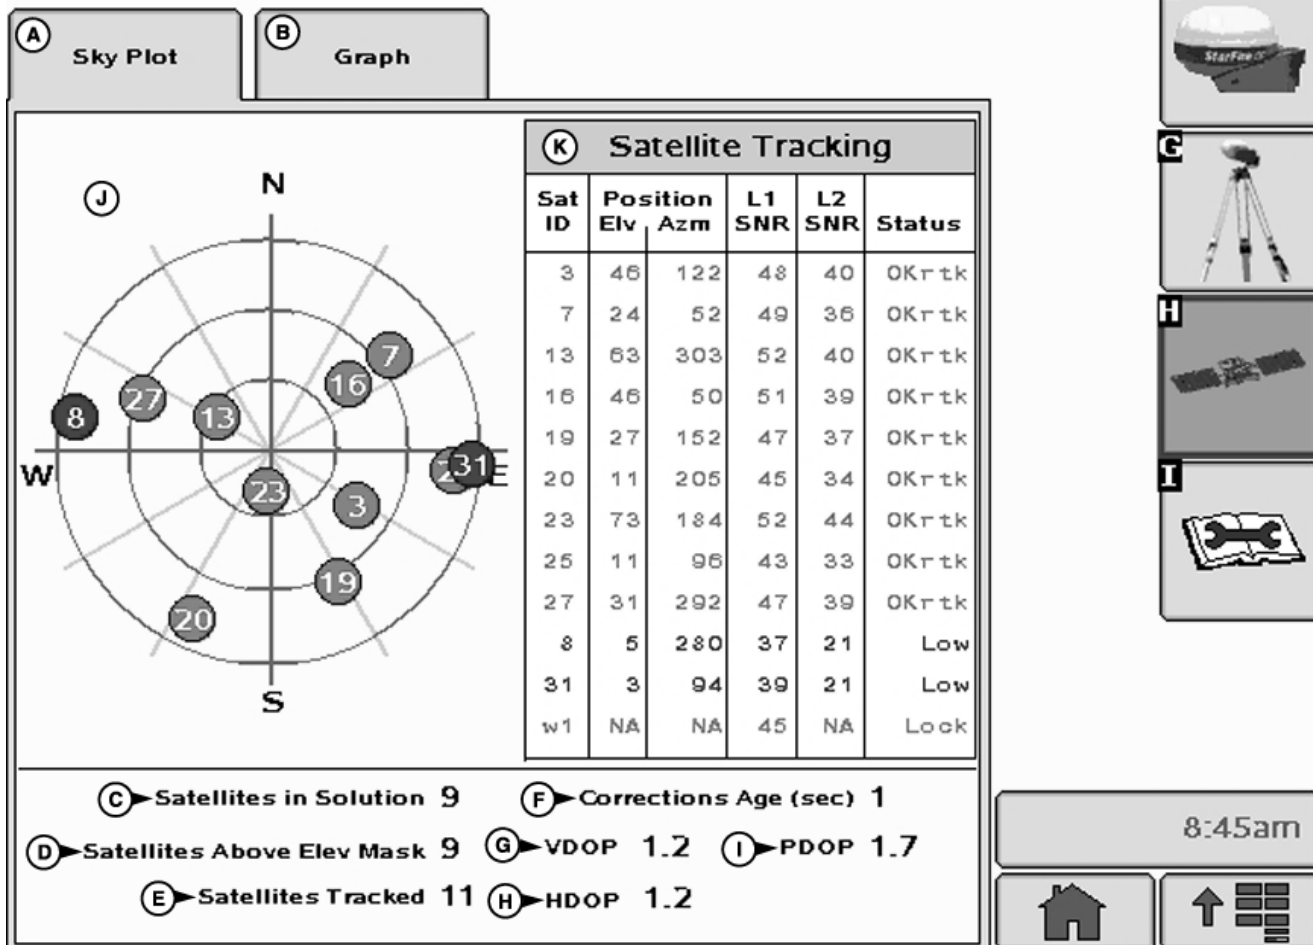 A Sky Plot
B Graph
StarFire
K Satellite Tracking
J
N
Sat ID Position Elv Azm L1 SNR L2 SNR Status
3 46 122 48 40 OKrtk
7 24 52 49 36 OKrtk
13 63 303 52 40 OKrtk
16 46 50 51 39 OKrtk
19 27 152 47 37 OKrtk
20 11 205 45 34 OKrtk
23 73 184 52 44 OKrtk
25 11 96 43 33 OKrtk
27 31 292 47 39 OKrtk
8 5 280 37 21 Low
31 3 94 39 21 Low
w1 NA NA 45 NA Lock
7
16
27
8
13
W
31
E
23
3
19
20
S
C Satellites in Solution 9
F Corrections Age (sec) 1
D Satellites Above Elev Mask 9
G VDOP 1.2
I PDOP 1.7
E Satellites Tracked 11
H HDOP 1.2
G
H
I
8:45am